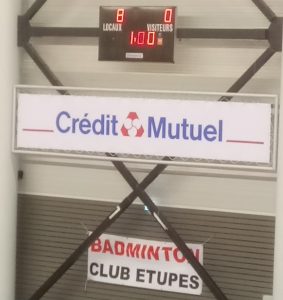 8 0
LOCAUX VISITEURS
1:00
Crédit Mutuel
BADMINTON
CLUB ETUPES